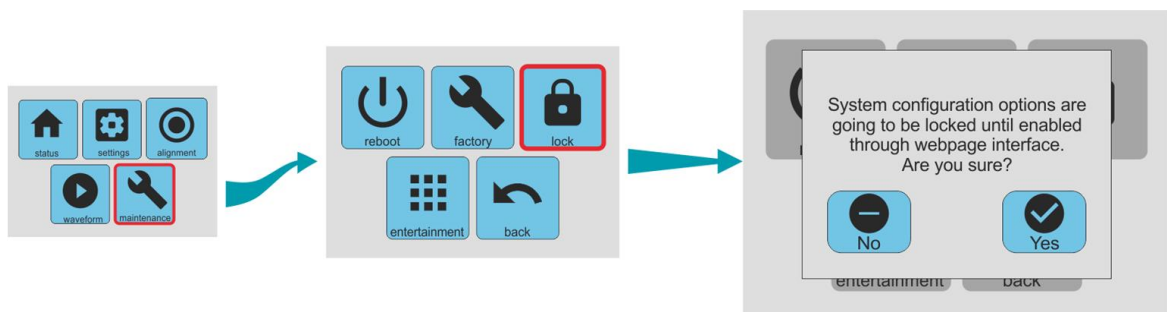 status settings alignment
waveform maintenance
reboot factory lock
entertainment back
System configuration options are
going to be locked until enabled
through webpage interface.
Are you sure?
No Yes
entertainment back